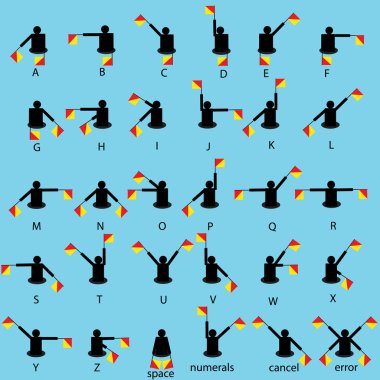 A B C D E F
G H I J K L
M N O P Q R
S T U V W X
Y Z space numerals cancel error